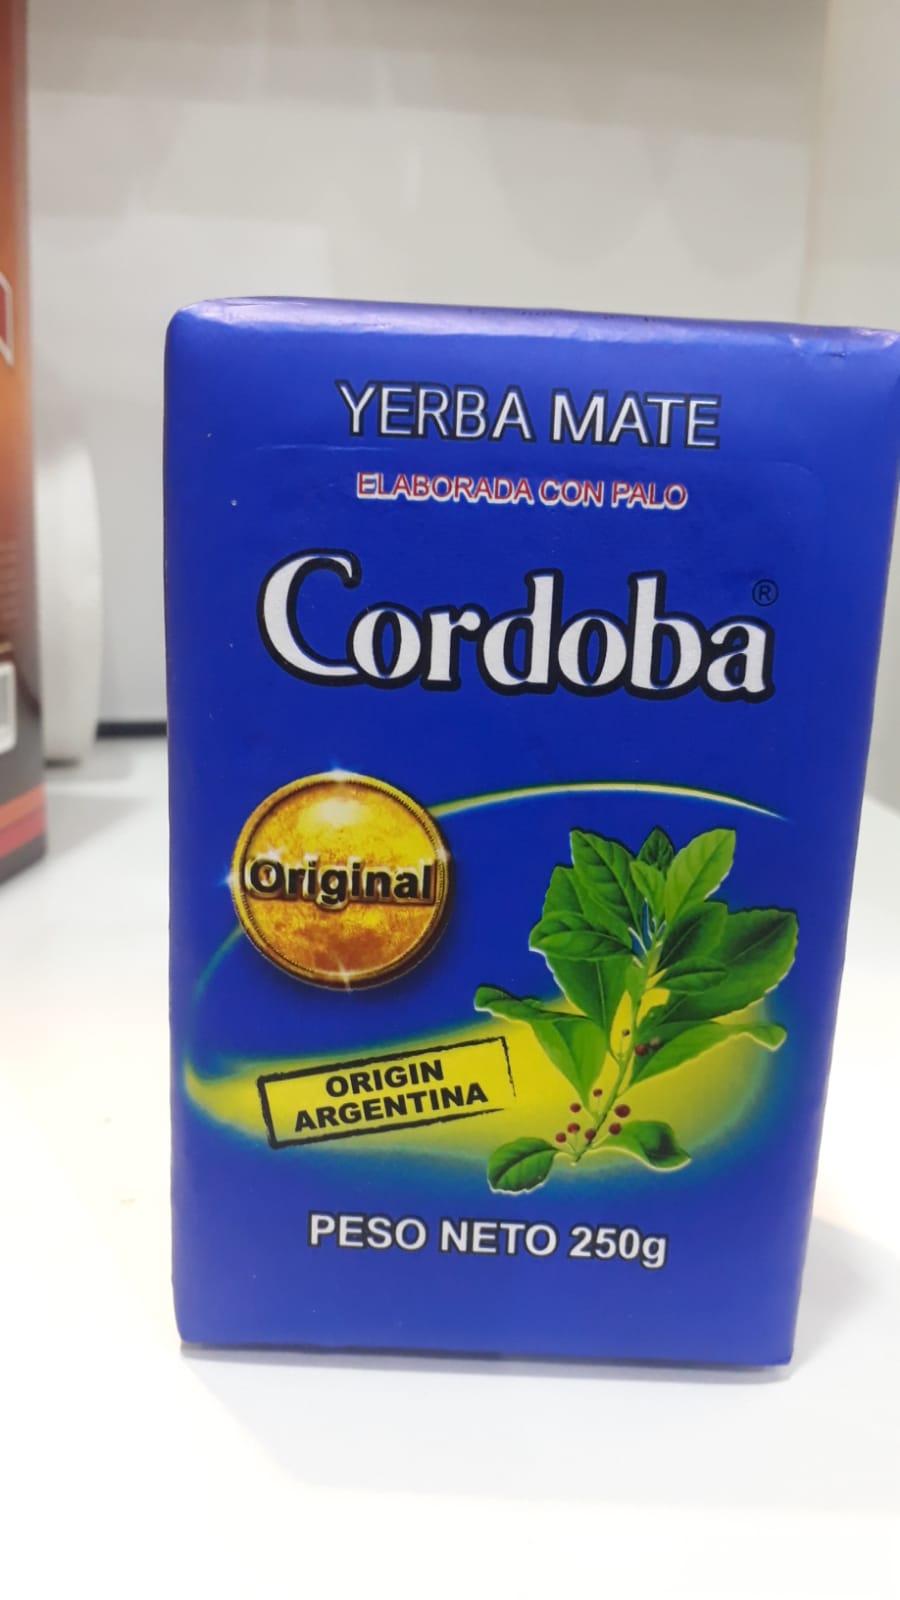 YERBA MATE
ELABORADA CON PALO
Cordoba®
Original
ORIGIN
ARGENTINA
PESO NETO 250g